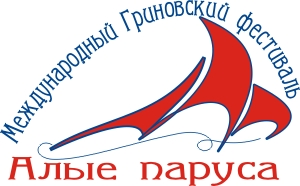 Международный Гриновский фестиваль
Алые паруса